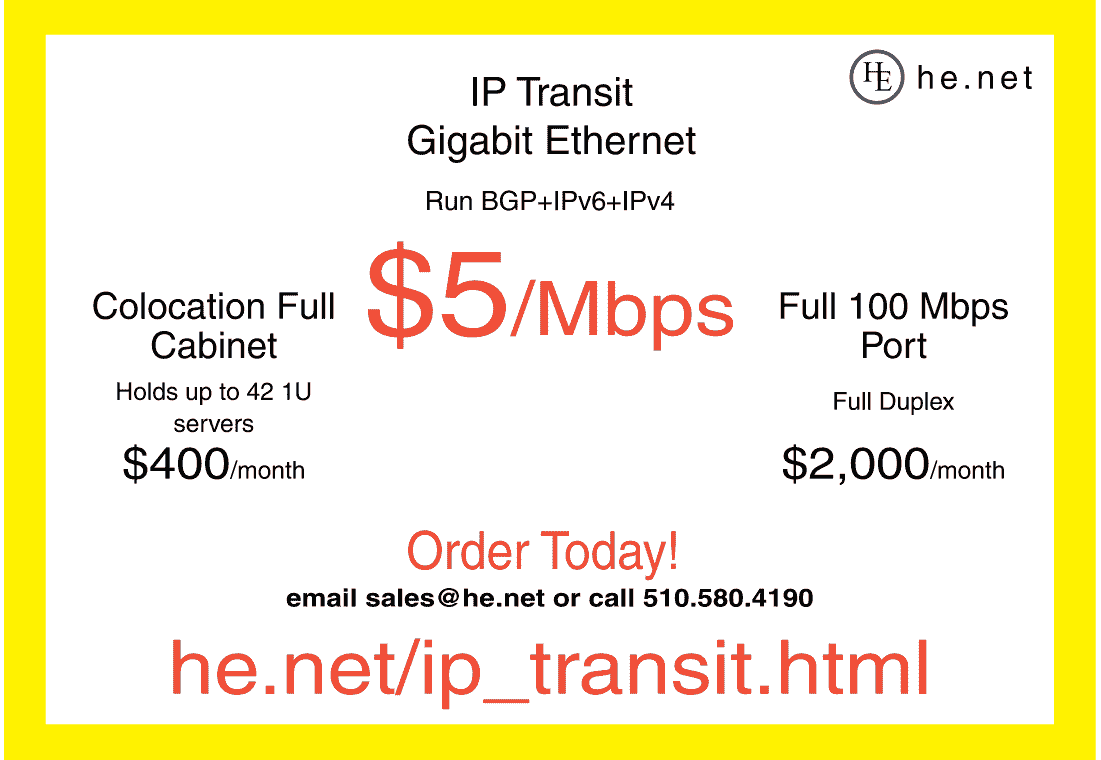 HE he.net
IP Transit
Gigabit Ethernet
Run BGP+IPv6+IPv4
$5/Mbps
Colocation Full
Cabinet
Holds up to 42 1U
servers
$400/month
Full 100 Mbps
Port
Full Duplex
$2,000/month
Order Today!
email sales@he.net or call 510.580.4190
he.net/ip_transit.html